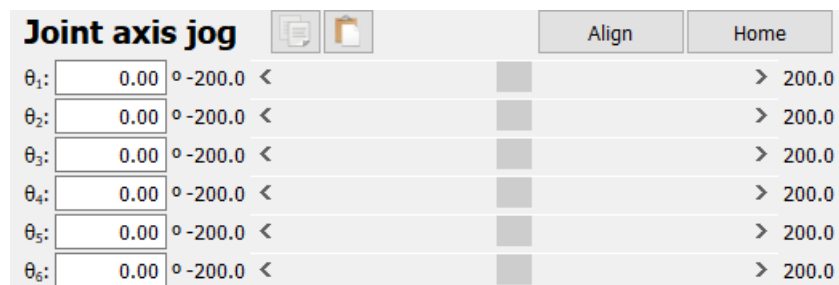 Joint axis jog Align Home
θ₁: 0.00 º -200.0 < > 200.0
θ₂: 0.00 º -200.0 < > 200.0
θ₃: 0.00 º -200.0 < > 200.0
θ₄: 0.00 º -200.0 < > 200.0
θ₅: 0.00 º -200.0 < > 200.0
θ₆: 0.00 º -200.0 < > 200.0